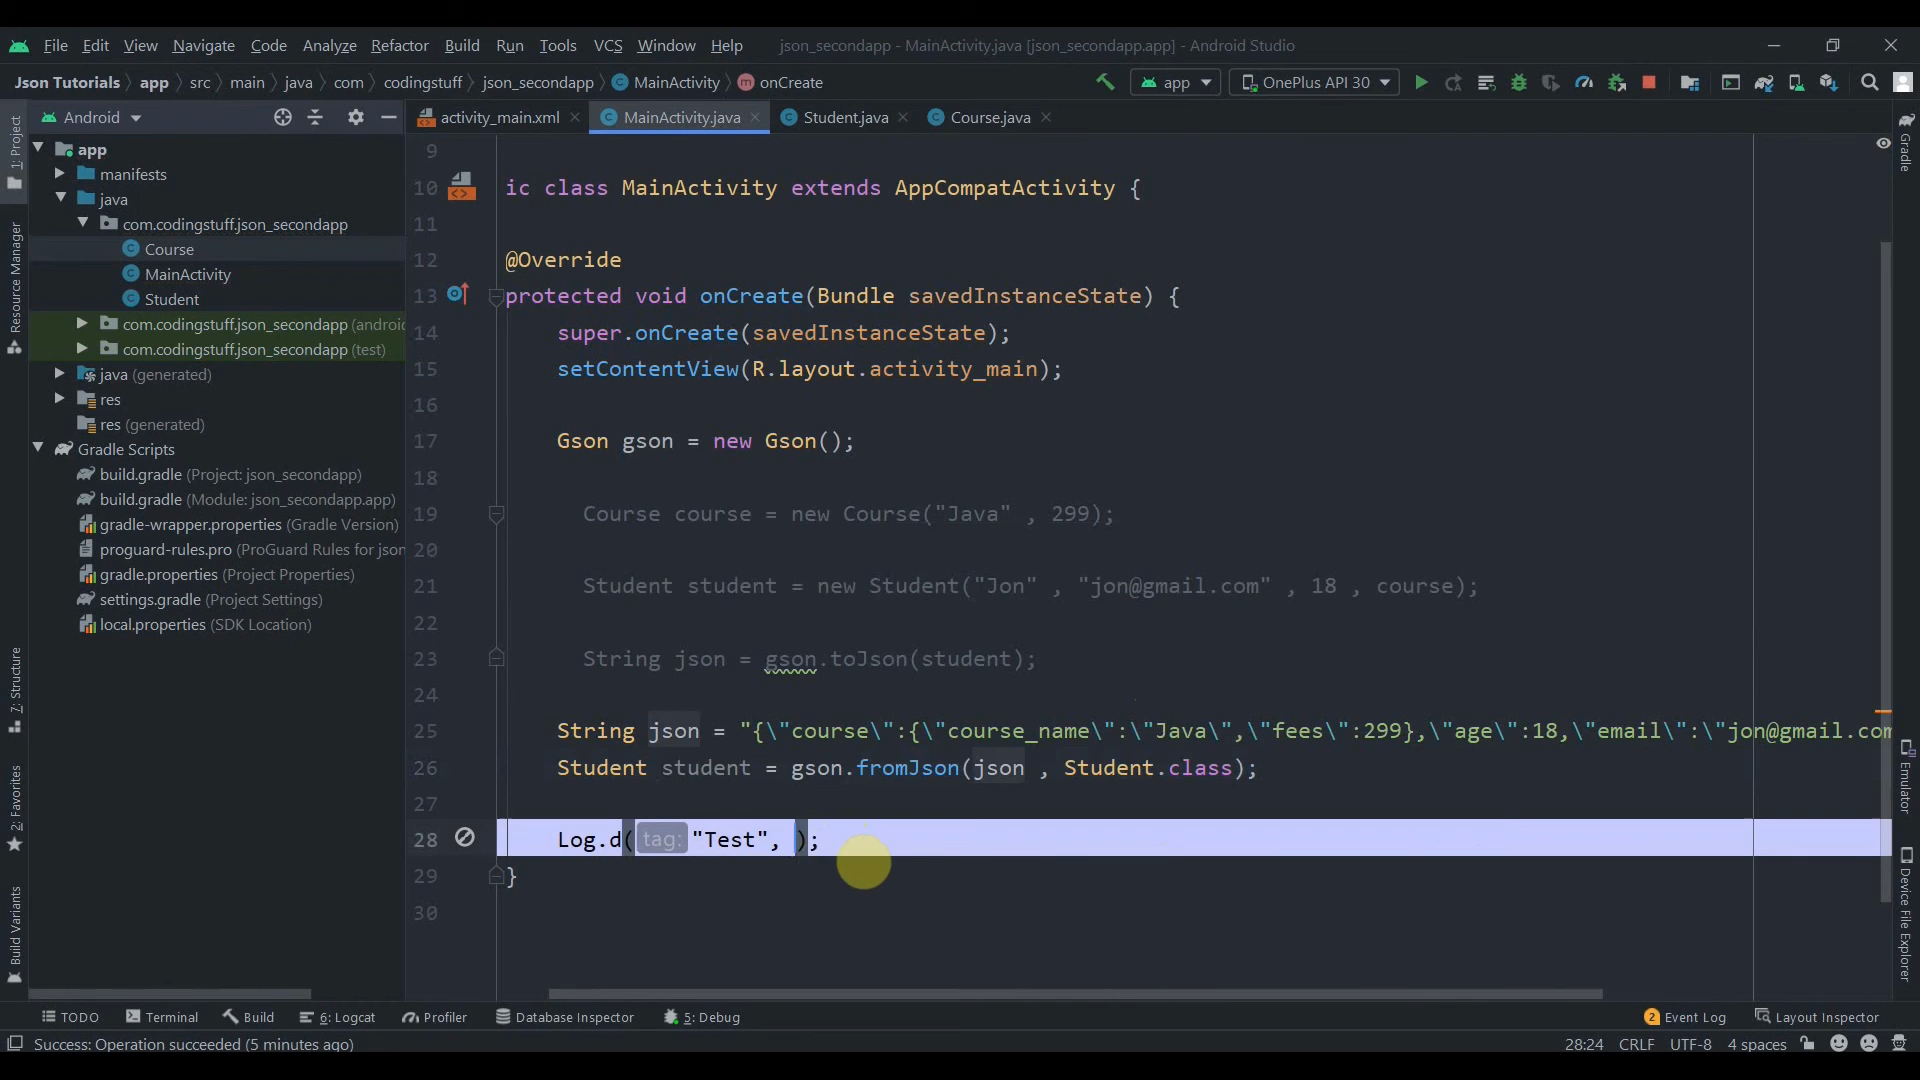 File Edit View Navigate Code Analyze Refactor Build Run Tools VCS Window Help json_secondapp - MainActivity.java [json_secondapp.app] - Android Studio
Json Tutorials app src main java com codingstuff json_secondapp MainActivity onCreate app OnePlus API 30
Android
activity_main.xml MainActivity.java Student.java Course.java
1: Project
Resource Manager
7: Structure
2: Favorites
Build Variants
app
manifests
java
com.codingstuff.json_secondapp
Course
MainActivity
Student
com.codingstuff.json_secondapp (androi
com.codingstuff.json_secondapp (test)
java (generated)
res
res (generated)
Gradle Scripts
build.gradle (Project: json_secondapp)
build.gradle (Module: json_secondapp.app)
gradle-wrapper.properties (Gradle Version)
proguard-rules.pro (ProGuard Rules for jsor
gradle.properties (Project Properties)
settings.gradle (Project Settings)
local.properties (SDK Location)
9
10 ic class MainActivity extends AppCompatActivity {
11
12 @Override
13 protected void onCreate(Bundle savedInstanceState) {
14 super.onCreate(savedInstanceState);
15 setContentView(R.layout.activity_main);
16
17 Gson gson = new Gson();
18
19 Course course = new Course("Java" , 299);
20
21 Student student = new Student("Jon" , "jon@gmail.com" , 18 , course);
22
23 String json = gson.toJson(student);
24
25 String json = "{\"course\":{\"course_name\":\"Java\",\"fees\":299},\"age\":18,\"email\":\"jon@gmail.com
26 Student student = gson.fromJson(json , Student.class);
27
28 Log.d( tag: "Test", );
29 }
30
Gradle
Emulator
Device File Explorer
TODO Terminal Build 6: Logcat Profiler Database Inspector 5: Debug 2 Event Log Layout Inspector
Success: Operation succeeded (5 minutes ago) 28:24 CRLF UTF-8 4 spaces